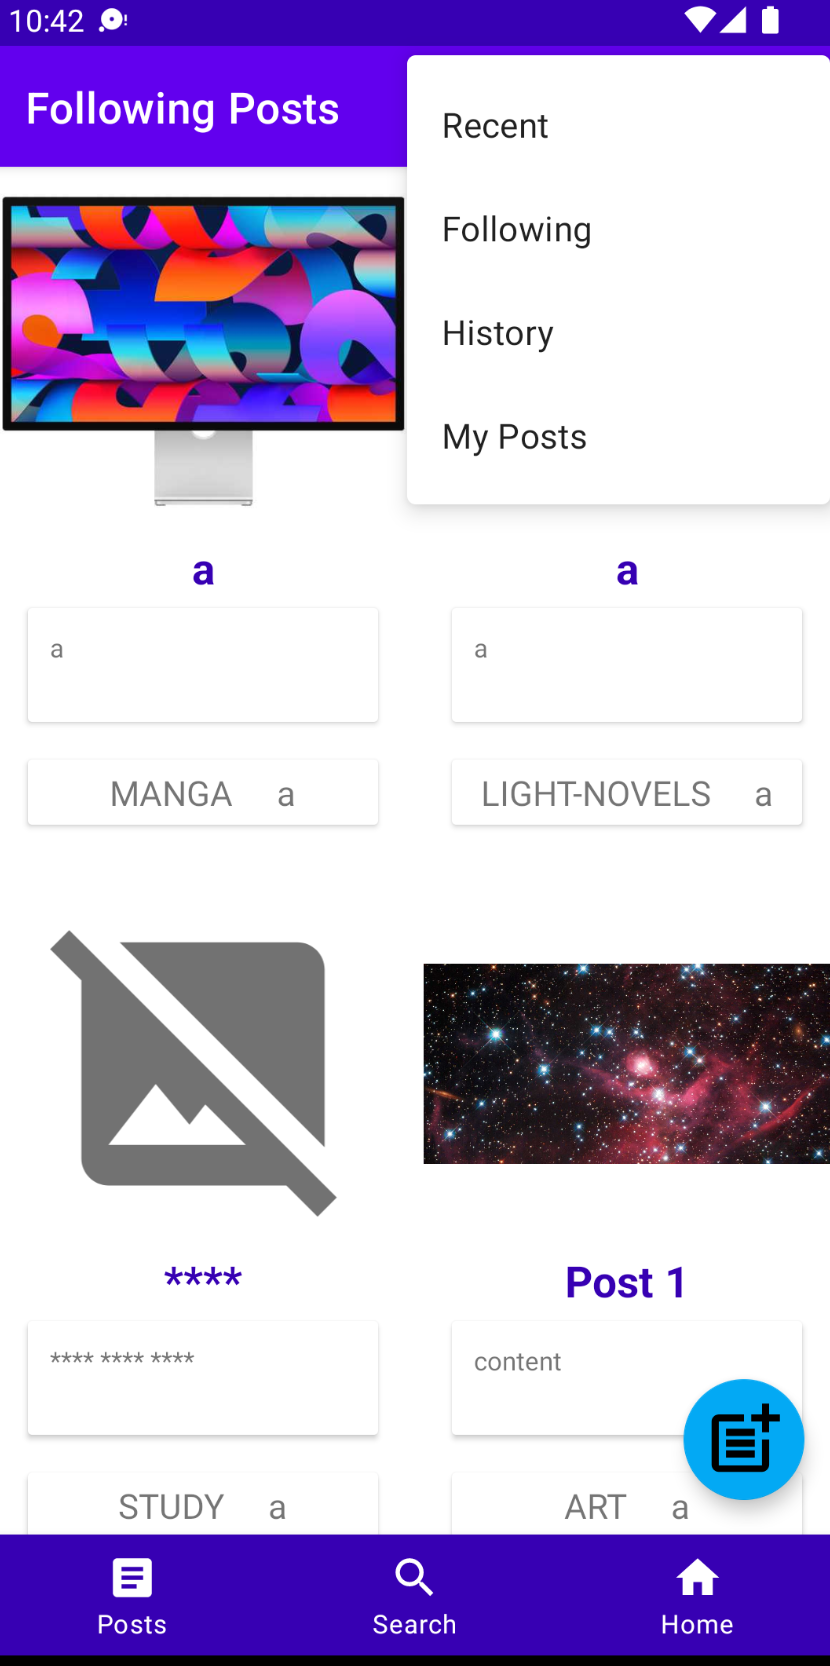 10:42
Following Posts
Recent
Following
History
My Posts
a
a
a
a
MANGA a
LIGHT-NOVELS a
****
Post 1
**** **** ****
content
STUDY a
ART a
Posts
Search
Home